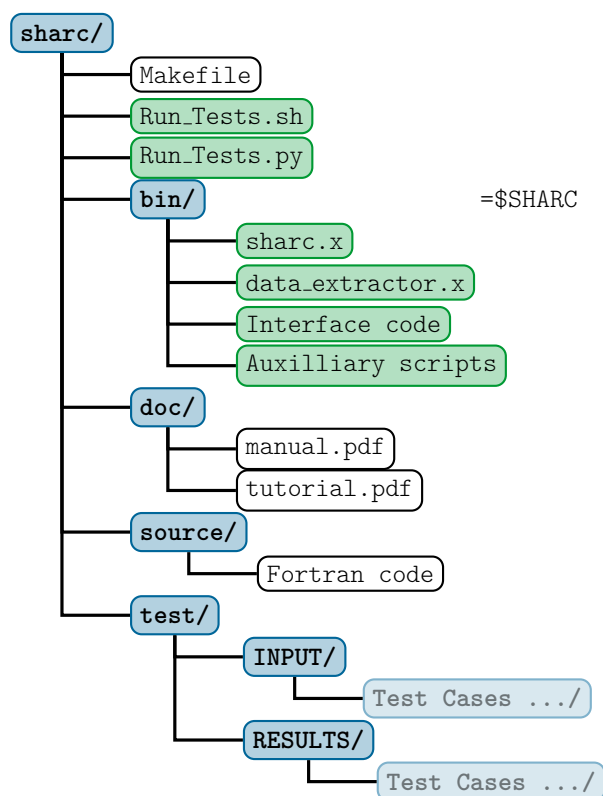 sharc/
Makefile
Run_Tests.sh
Run_Tests.py
bin/ =$SHARC
sharc.x
data_extractor.x
Interface code
Auxilliary scripts
doc/
manual.pdf
tutorial.pdf
source/
Fortran code
test/
INPUT/
Test Cases .../
RESULTS/
Test Cases .../